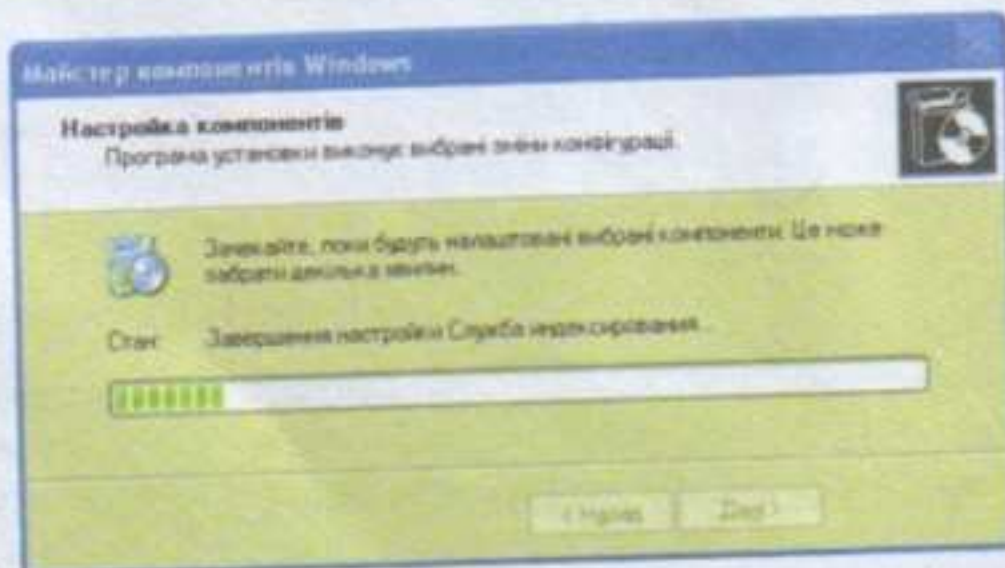 Майстер компонентів Windows
Настройка компонентів
Програма установки виконує вибрані зміни конфігурації.
Зачекайте, поки будуть налаштовані вибрані компоненти. Це може
забрати декілька хвилин.
Стан: Завершення настройки Служба индексирования...
< Назад Далі >